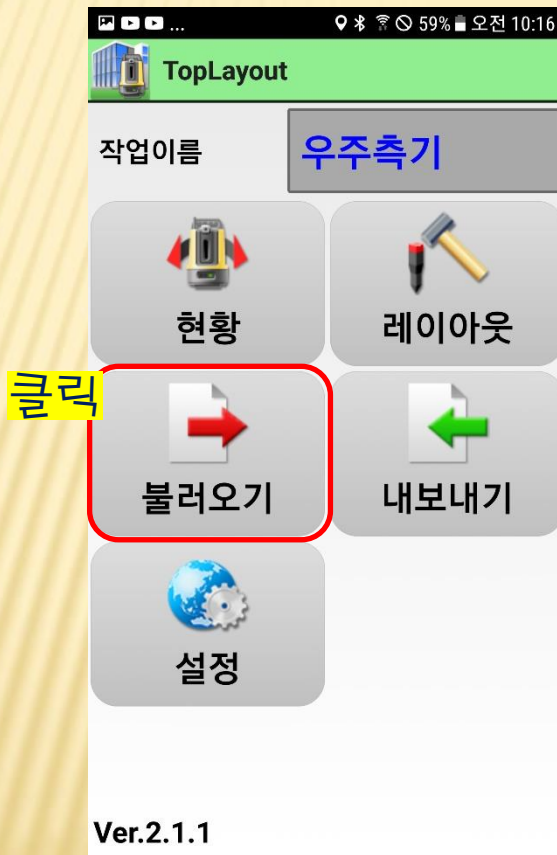 ... 59% 오전 10:16
TopLayout
작업이름 우주측기
현황 레이아웃
클릭
불러오기 내보내기
설정
Ver.2.1.1